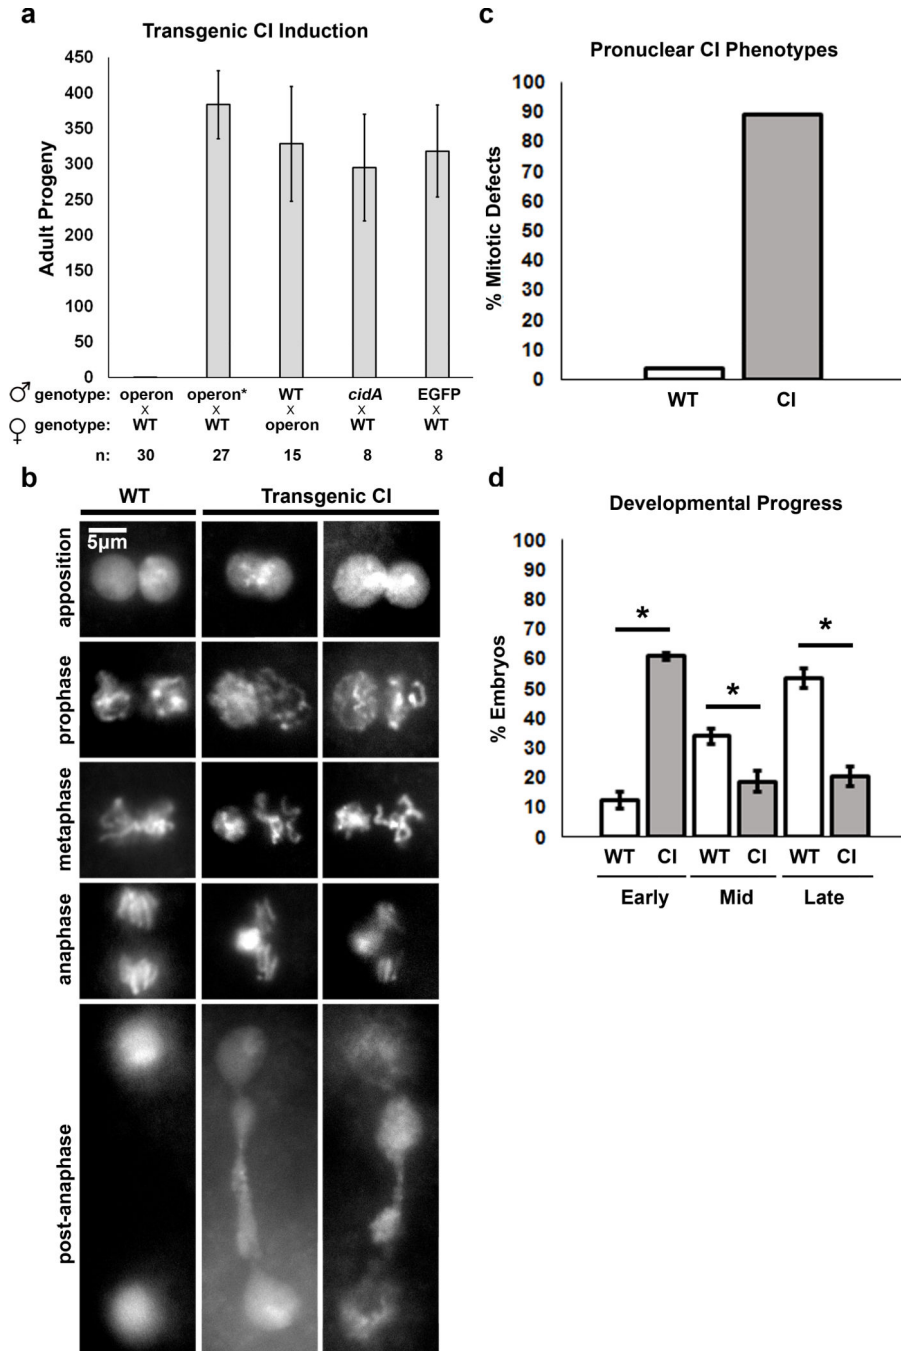 a
Transgenic CI Induction
450
400
350
300
250
200
150
100
50
0
Adult Progeny
♂ genotype: operon operon* WT cidA EGFP
x x x x x
♀ genotype: WT WT operon WT WT
n: 30 27 15 8 8
c
Pronuclear CI Phenotypes
100
90
80
70
60
50
40
30
20
10
0
% Mitotic Defects
WT CI
b
WT Transgenic CI
5µm
apposition
prophase
metaphase
anaphase
post-anaphase
d
Developmental Progress
100
90
80
70
60
50
40
30
20
10
0
% Embryos
* * *
WT CI WT CI WT CI
Early Mid Late